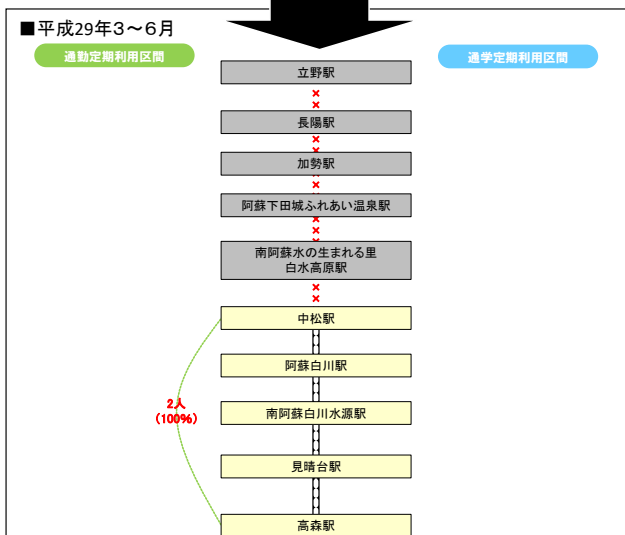 ■平成29年3～6月
通勤定期利用区間
通学定期利用区間
立野駅
長陽駅
加勢駅
阿蘇下田城ふれあい温泉駅
南阿蘇水の生まれる里
白水高原駅
中松駅
阿蘇白川駅
南阿蘇白川水源駅
見晴台駅
高森駅
2人
（100%）